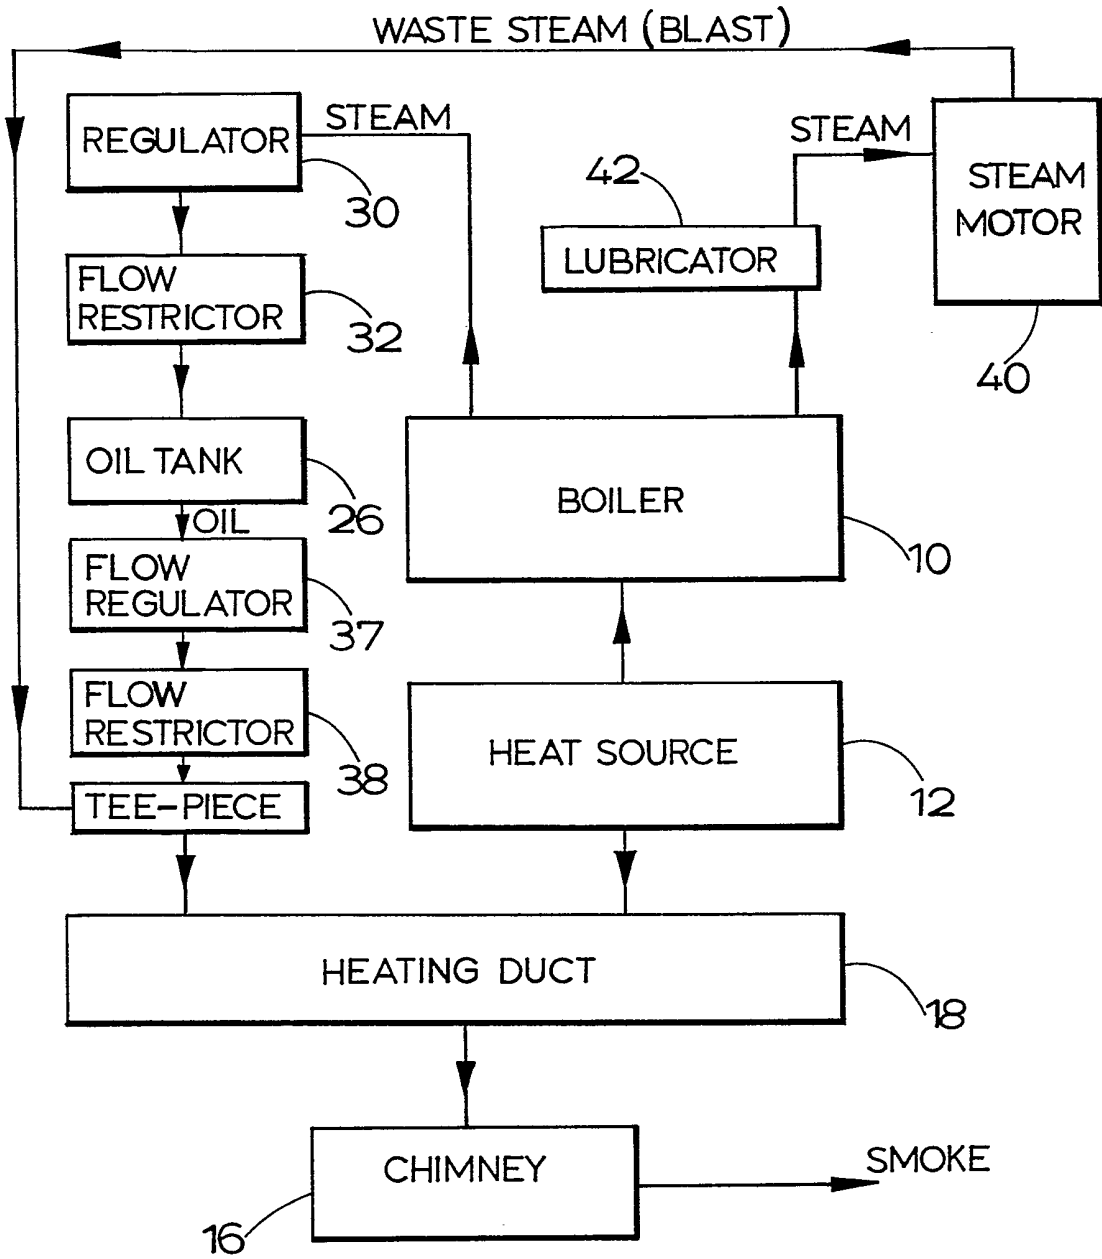 WASTE STEAM (BLAST)
REGULATOR
STEAM
30
STEAM
STEAM
MOTOR
42
LUBRICATOR
FLOW
RESTRICTOR
32
40
OIL TANK
26
OIL
BOILER
10
FLOW
REGULATOR
37
FLOW
RESTRICTOR
38
HEAT SOURCE
12
TEE-PIECE
HEATING DUCT
18
CHIMNEY
SMOKE
16